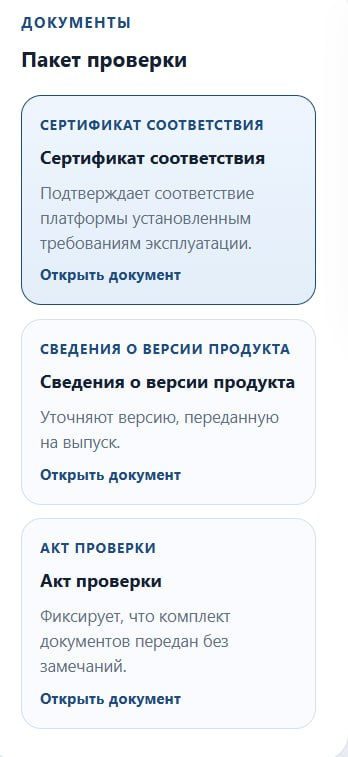 ДОКУМЕНТЫ
Пакет проверки
СЕРТИФИКАТ СООТВЕТСТВИЯ
Сертификат соответствия
Подтверждает соответствие
платформы установленным
требованиям эксплуатации.
Открыть документ
СВЕДЕНИЯ О ВЕРСИИ ПРОДУКТА
Сведения о версии продукта
Уточняют версию, переданную
на выпуск.
Открыть документ
АКТ ПРОВЕРКИ
Акт проверки
Фиксирует, что комплект
документов передан без
замечаний.
Открыть документ